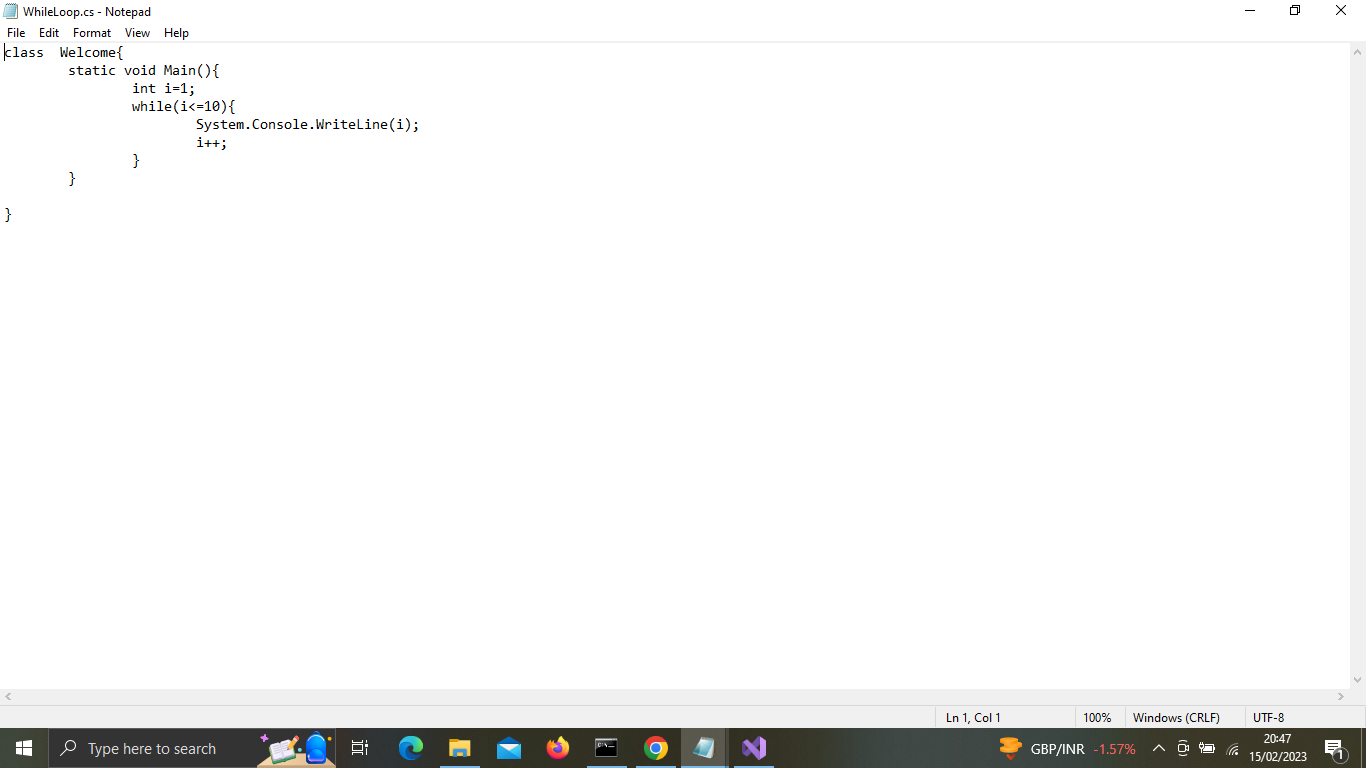 WhileLoop.cs - Notepad
File Edit Format View Help
class  Welcome{
        static void Main(){
                int i=1;
                while(i<=10){
                        System.Console.WriteLine(i);
                        i++;
                }
        }
}
Ln 1, Col 1 100% Windows (CRLF) UTF-8
Type here to search
GBP/INR -1.57%
20:47
15/02/2023
1